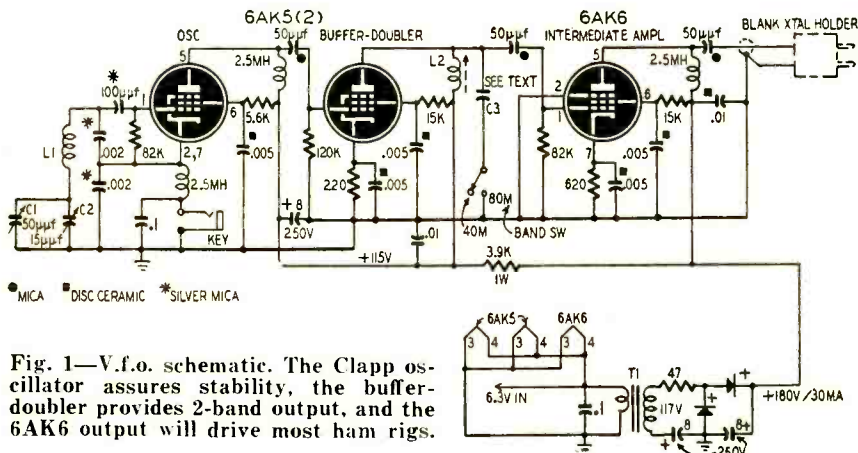 6AK5(2)
6AK6
OSC
50µµf
BUFFER-DOUBLER
50µµf
INTERMEDIATE AMPL
50µµf
BLANK XTAL HOLDER
5
2.5MH
L2
2.5MH
*
100µµf
1
6
5.6K
15K
SEE TEXT
C3
2
1
6
15K
.01
L1
*
.002
82K
2,7
.005
120K
.005
82K
7
*
.002
2.5MH
220
.005
620
.005
C1
50µµf
C2
15µµf
.1
KEY
+8
250V
.01
40M
80M
BAND SW
+115V
3.9K
1W
●MICA ■DISC CERAMIC *SILVER MICA
6AK5
6AK6
3 4 3 4 3 4
T1
47
+
6.3V IN
.1
117V
+
+180V/30MA
+ 8
8+
250V
Fig. 1—V.f.o. schematic. The Clapp os-
cillator assures stability, the buffer-
doubler provides 2-band output, and the
6AK6 output will drive most ham rigs.